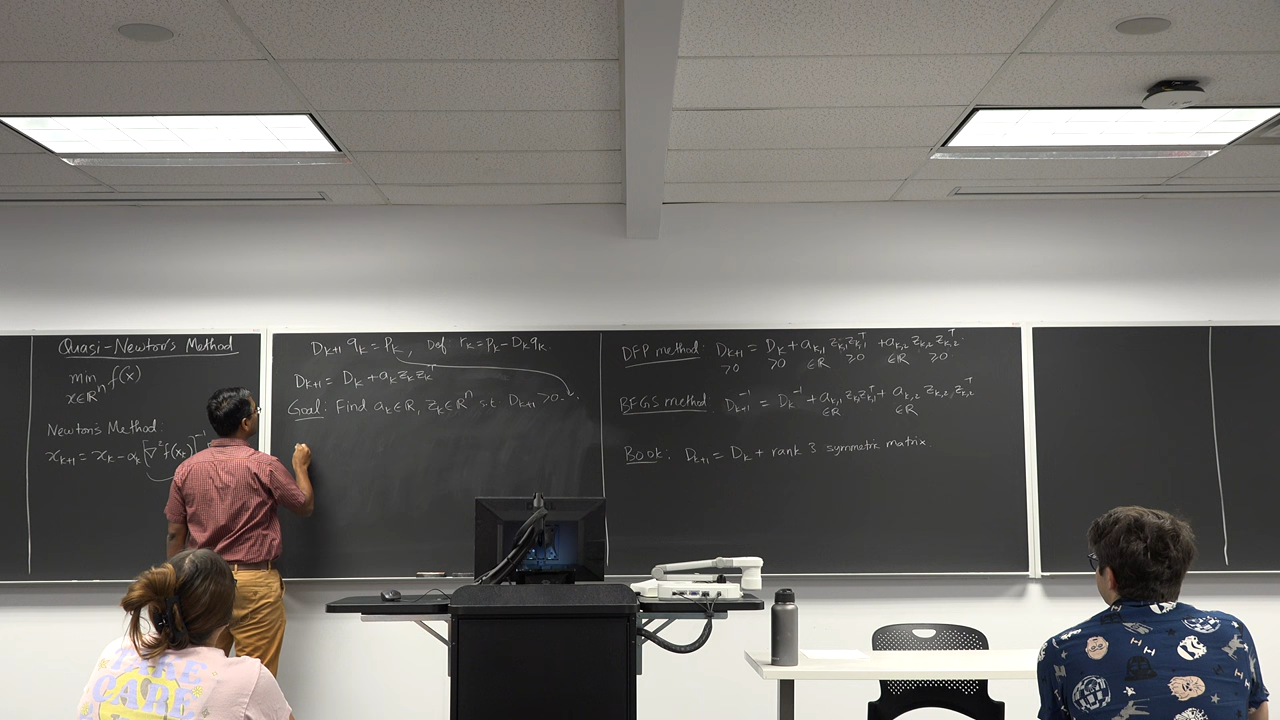 Quasi-Newton's Method
min f(x)
x∈ℝⁿ
Newton's Method:
x_{k+1} = x_k − α_k [∇²f(x_k)]⁻¹
D_{k+1} q_k = p_k, Def: r_k = p_k − D_k q_k.
D_{k+1} = D_k + a_k z_k z_kᵀ
Goal: Find a_k ∈ ℝ, z_k ∈ ℝⁿ s.t. D_{k+1} > 0.
DFP method: D_{k+1} = D_k + a_{k,1} z_{k,1} z_{k,1}ᵀ + a_{k,2} z_{k,2} z_{k,2}ᵀ
>0 >0 ∈ℝ ≥0 ∈ℝ ≥0
BFGS method: D_{k+1}⁻¹ = D_k⁻¹ + a_{k,1} z_{k,1} z_{k,1}ᵀ + a_{k,2} z_{k,2} z_{k,2}ᵀ
∈ℝ ∈ℝ
Book: D_{k+1} = D_k + rank 3 symmetric matrix.
CARE
CARE